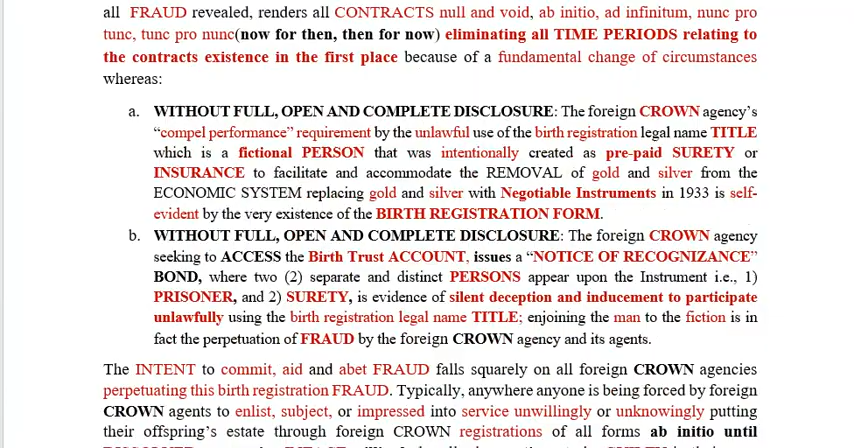 all FRAUD revealed, renders all CONTRACTS null and void, ab initio, ad infinitum, nunc pro
tunc, tunc pro nunc(now for then, then for now) eliminating all TIME PERIODS relating to
the contracts existence in the first place because of a fundamental change of circumstances
whereas:
a. WITHOUT FULL, OPEN AND COMPLETE DISCLOSURE: The foreign CROWN agency's
“compel performance” requirement by the unlawful use of the birth registration legal name TITLE
which is a fictional PERSON that was intentionally created as pre-paid SURETY or
INSURANCE to facilitate and accommodate the REMOVAL of gold and silver from the
ECONOMIC SYSTEM replacing gold and silver with Negotiable Instruments in 1933 is self-
evident by the very existence of the BIRTH REGISTRATION FORM.
b. WITHOUT FULL, OPEN AND COMPLETE DISCLOSURE: The foreign CROWN agency
seeking to ACCESS the Birth Trust ACCOUNT, issues a “NOTICE OF RECOGNIZANCE”
BOND, where two (2) separate and distinct PERSONS appear upon the Instrument i.e., 1)
PRISONER, and 2) SURETY, is evidence of silent deception and inducement to participate
unlawfully using the birth registration legal name TITLE; enjoining the man to the fiction is in
fact the perpetuation of FRAUD by the foreign CROWN agency and its agents.
The INTENT to commit, aid and abet FRAUD falls squarely on all foreign CROWN agencies
perpetuating this birth registration FRAUD. Typically, anywhere anyone is being forced by foreign
CROWN agents to enlist, subject, or impressed into service unwillingly or unknowingly putting
their offspring's estate through foreign CROWN registrations of all forms ab initio until